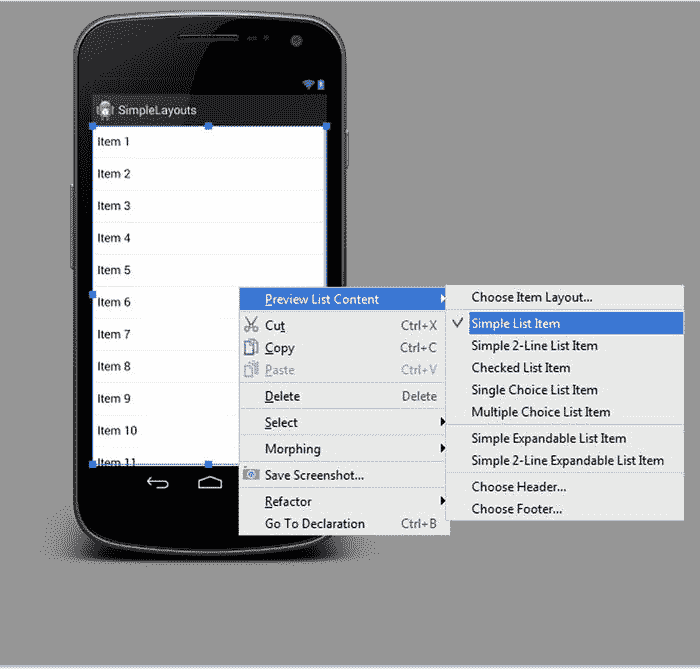 SimpleLayouts
Item 1
Item 2
Item 3
Item 4
Item 5
Item 6
Item 7
Item 8
Item 9
Item 10
Item 11
Preview List Content
Cut Ctrl+X
Copy Ctrl+C
Paste Ctrl+V
Delete Delete
Select
Morphing
Save Screenshot...
Refactor
Go To Declaration Ctrl+B
Choose Item Layout...
Simple List Item
Simple 2-Line List Item
Checked List Item
Single Choice List Item
Multiple Choice List Item
Simple Expandable List Item
Simple 2-Line Expandable List Item
Choose Header...
Choose Footer...